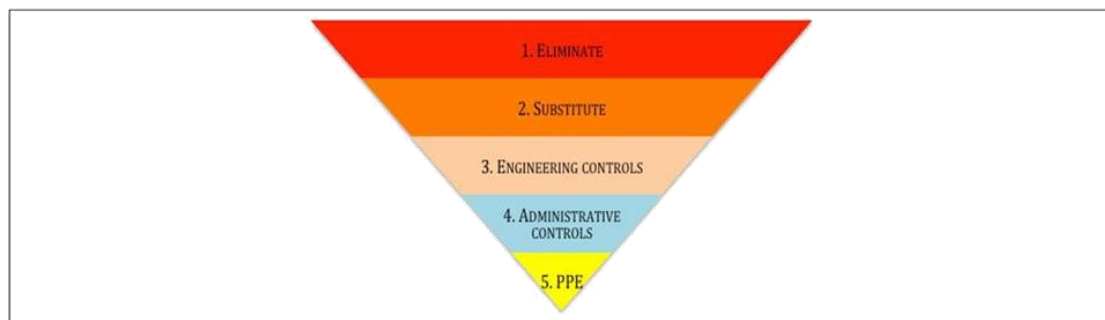 1. ELIMINATE
2. SUBSTITUTE
3. ENGINEERING CONTROLS
4. ADMINISTRATIVE
CONTROLS
5. PPE